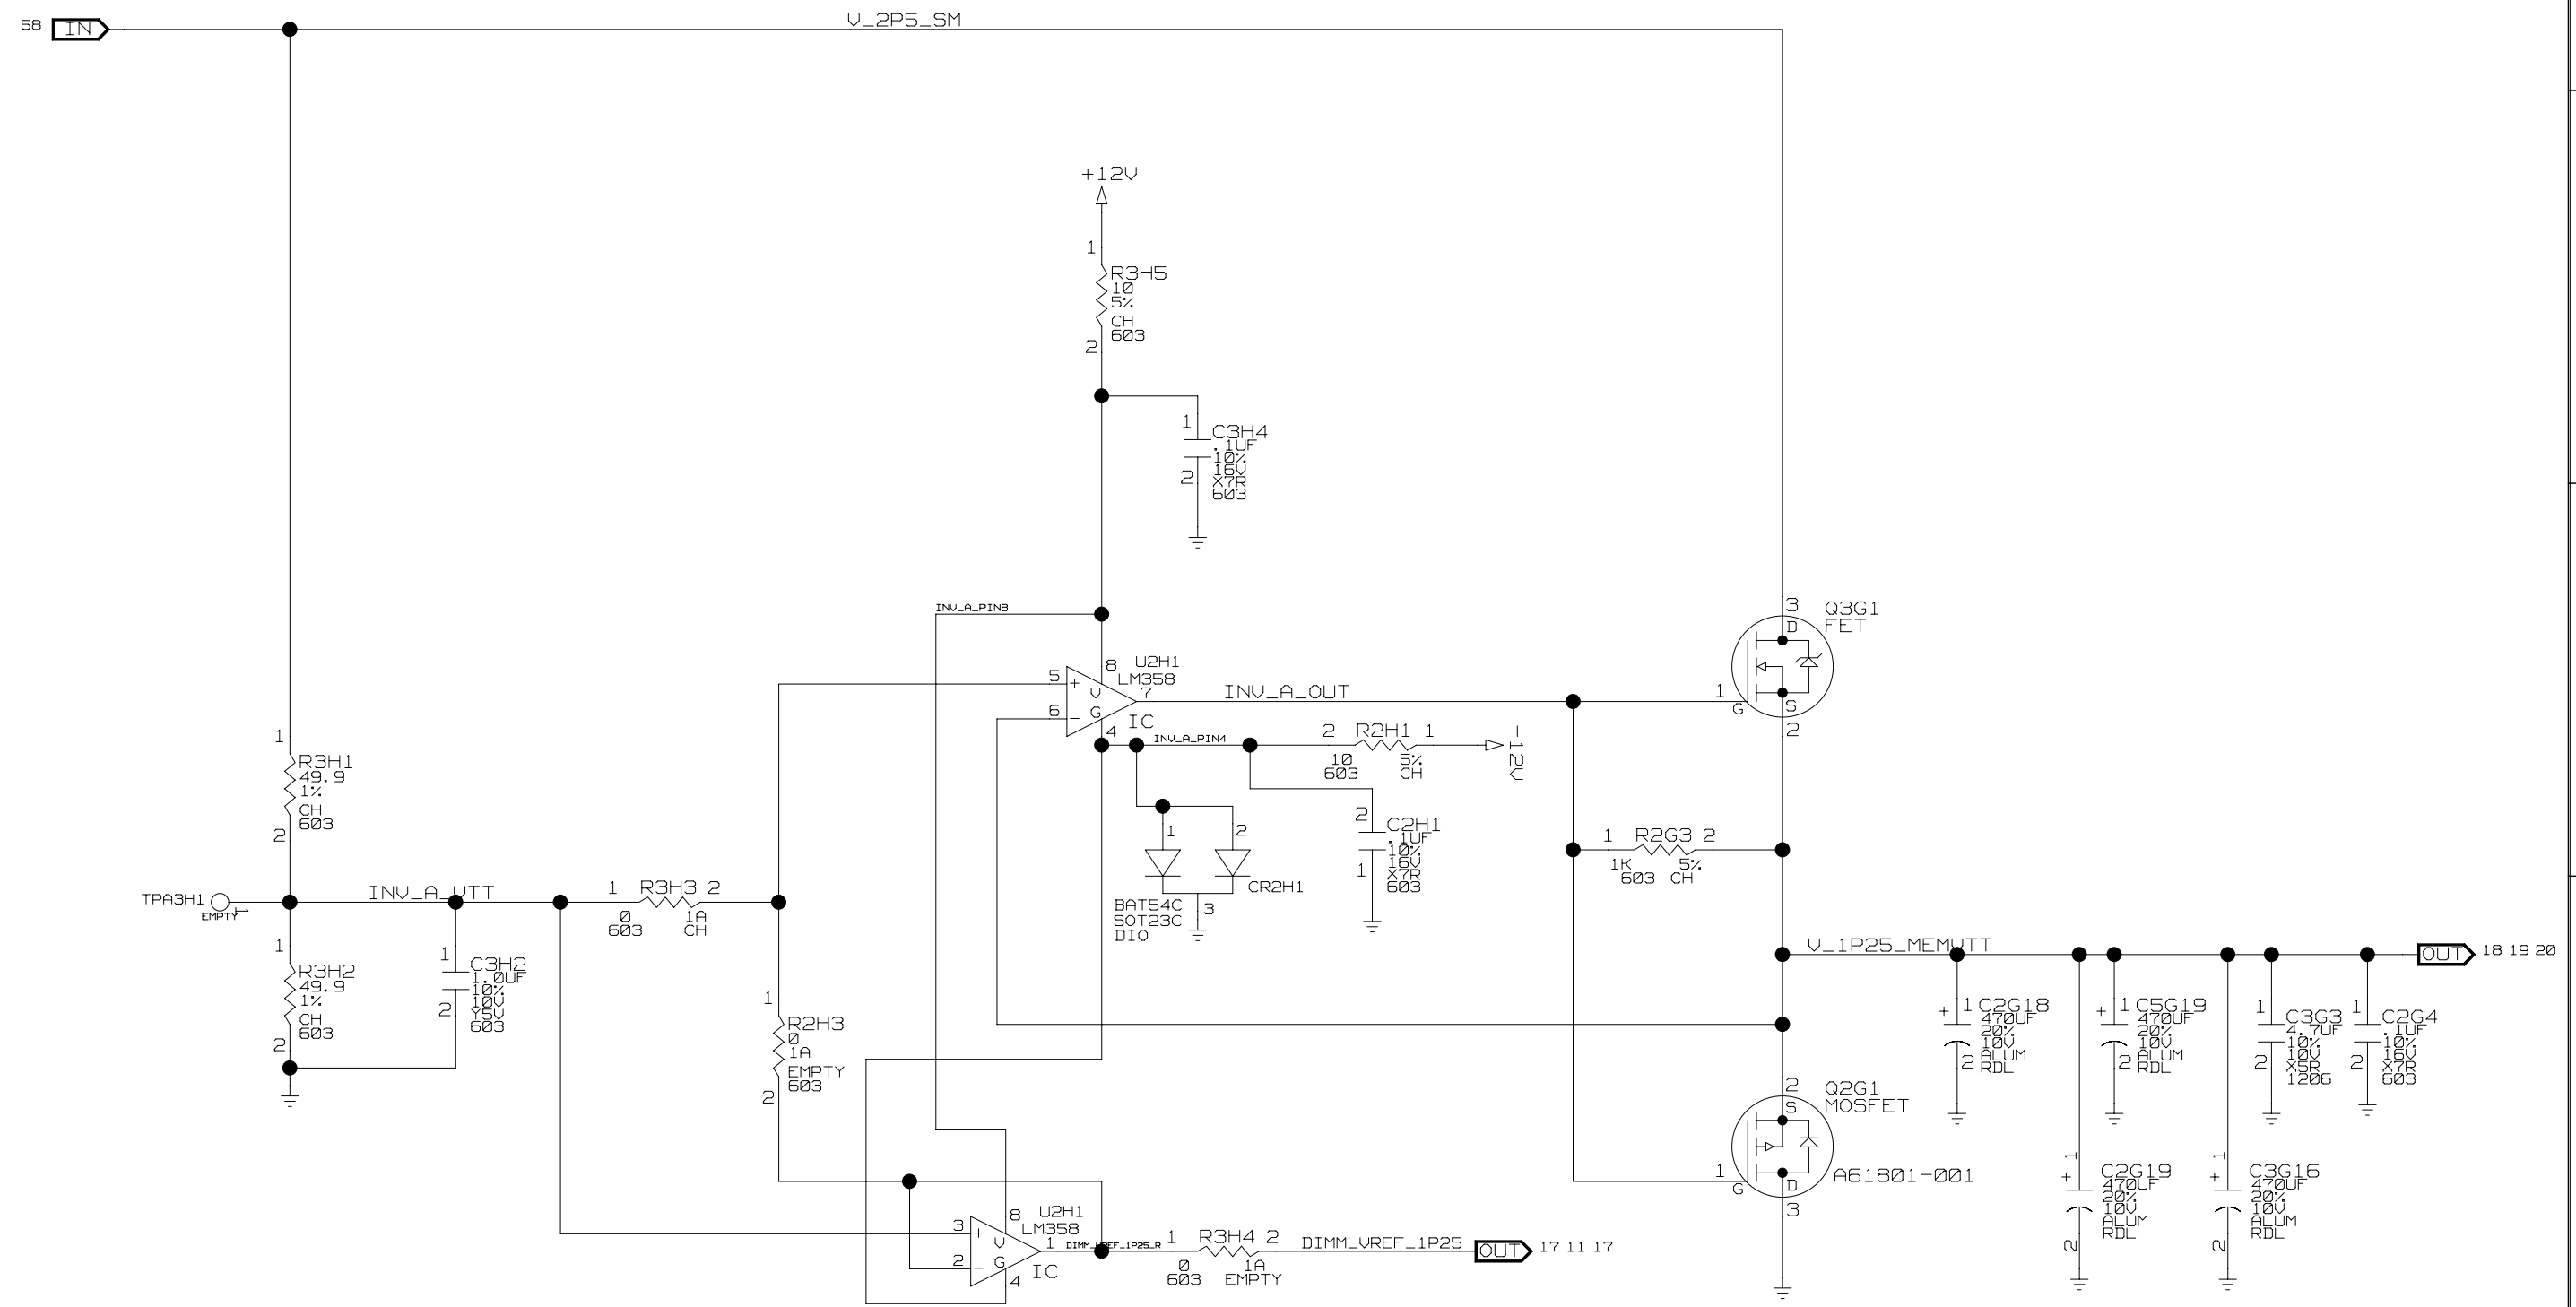 58 IN
V_2P5_SM
+12V
1
R3H5
10
5%
CH
603
2
1
C3H4
.1UF
10%
16V
X7R
603
2
INV_A_PIN8
8
U2H1
LM358
5
+
V
7
6
-
G
IC
4
INV_A_OUT
INV_A_PIN4
2 R2H1 1
10 5%
603 CH
-12V
3
D
Q3G1
FET
1
G
S
2
1
R3H1
49.9
1%
CH
603
2
1
2
BAT54C
SOT23C
DIO
3
CR2H1
2
C2H1
.1UF
10%
16V
X7R
603
1
1 R2G3 2
1K 5%
603 CH
TPA3H1
EMPTY
1
INV_A_VTT
1 R3H3 2
0 1A
603 CH
1
R3H2
49.9
1%
CH
603
2
1
C3H2
1.0UF
10%
10V
Y5V
603
2
1
R2H3
0
1A
EMPTY
603
2
V_1P25_MEMVTT
OUT 18 19 20
+ 1 C2G18
470UF
20%
10V
ALUM
2 RDL
+ 1 C5G19
470UF
20%
10V
ALUM
2 RDL
1 C3G3
4.7UF
10%
10V
X5R
2 1206
1 C2G4
.1UF
10%
16V
X7R
2 603
2
S
Q2G1
MOSFET
1
G
D
3
A61801-001
1
+ C2G19
470UF
20%
10V
ALUM
RDL
2
1
+ C3G16
470UF
20%
10V
ALUM
RDL
2
8
U2H1
LM358
3
+
V
1
2
-
G
IC
4
DIMM_VREF_1P25_R
1 R3H4 2
0 1A
603 EMPTY
DIMM_VREF_1P25
OUT 17 11 17